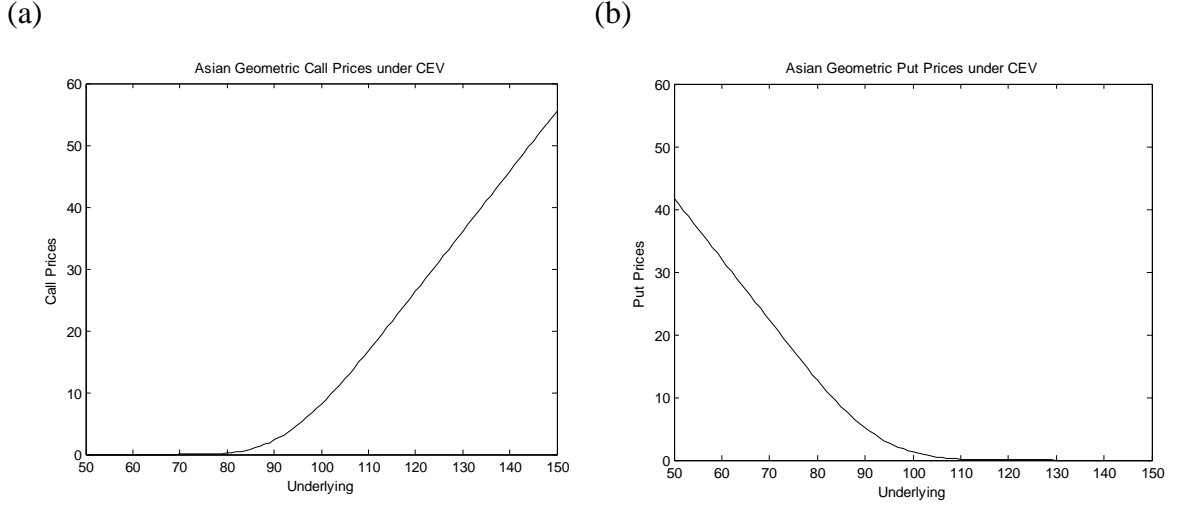 (a)
(b)
Asian Geometric Call Prices under CEV
60
50
40
30
20
10
0
Call Prices
50 60 70 80 90 100 110 120 130 140 150
Underlying
Asian Geometric Put Prices under CEV
60
50
40
30
20
10
0
Put Prices
50 60 70 80 90 100 110 120 130 140 150
Underlying